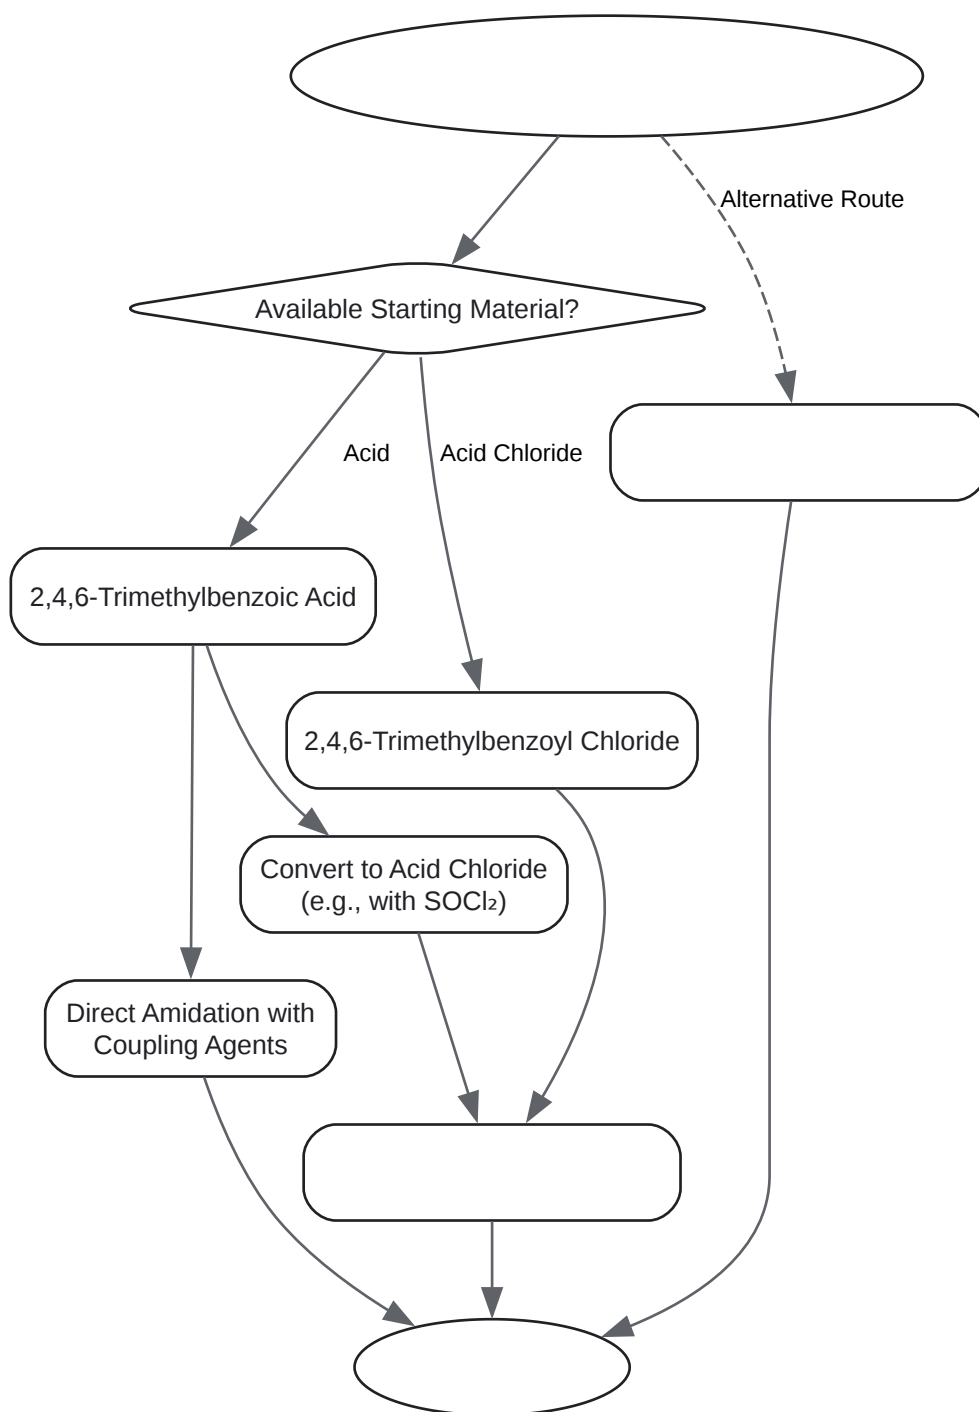 Alternative Route
Available Starting Material?
Acid
Acid Chloride
2,4,6-Trimethylbenzoic Acid
2,4,6-Trimethylbenzoyl Chloride
Convert to Acid Chloride
(e.g., with SOCl₂)
Direct Amidation with
Coupling Agents